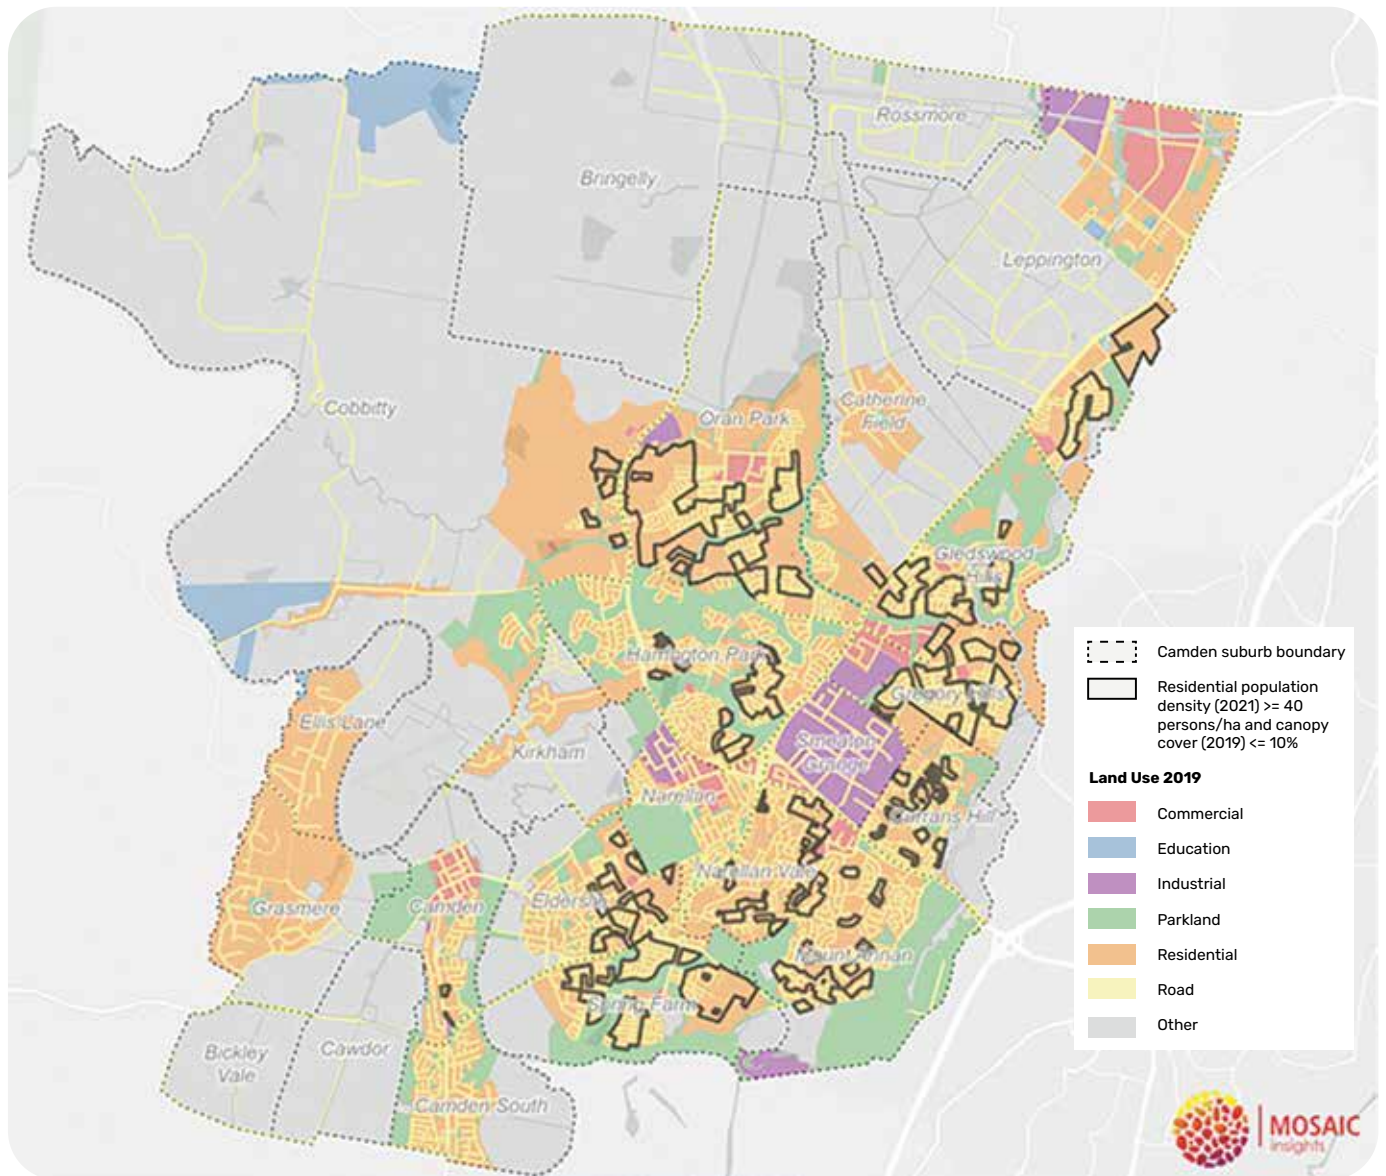 Rossmore
Bringelly
Leppington
Cobbitty
Oran Park
Catherine
Field
Gledswood
Hills
Harrington Park
Gregory Hills
Ellis Lane
Kirkham
Smeaton
Grange
Narellan
Currans Hill
Narellan Vale
Grasmere
Camden
Elderslie
Mount Annan
Spring Farm
Bickley
Vale
Cawdor
Camden South
Camden suburb boundary
Residential population
density (2021) >= 40
persons/ha and canopy
cover (2019) <= 10%
Land Use 2019
Commercial
Education
Industrial
Parkland
Residential
Road
Other
MOSAIC
insights